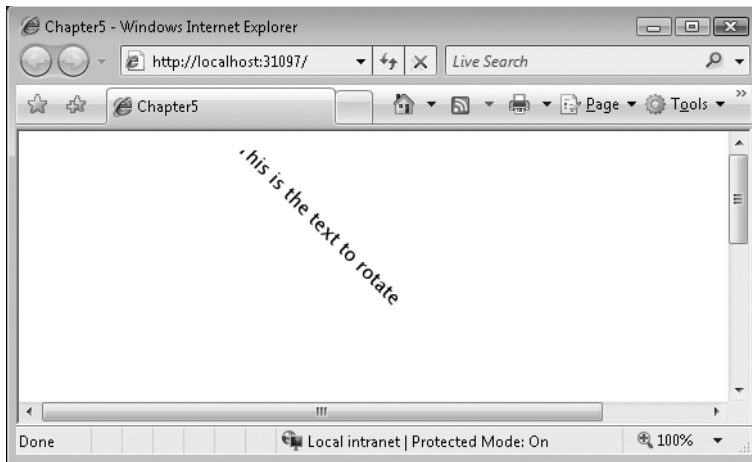 Chapter5 - Windows Internet Explorer
http://localhost:31097/ Live Search
Chapter5 Page Tools
his is the text to rotate
Done Local intranet | Protected Mode: On 100%